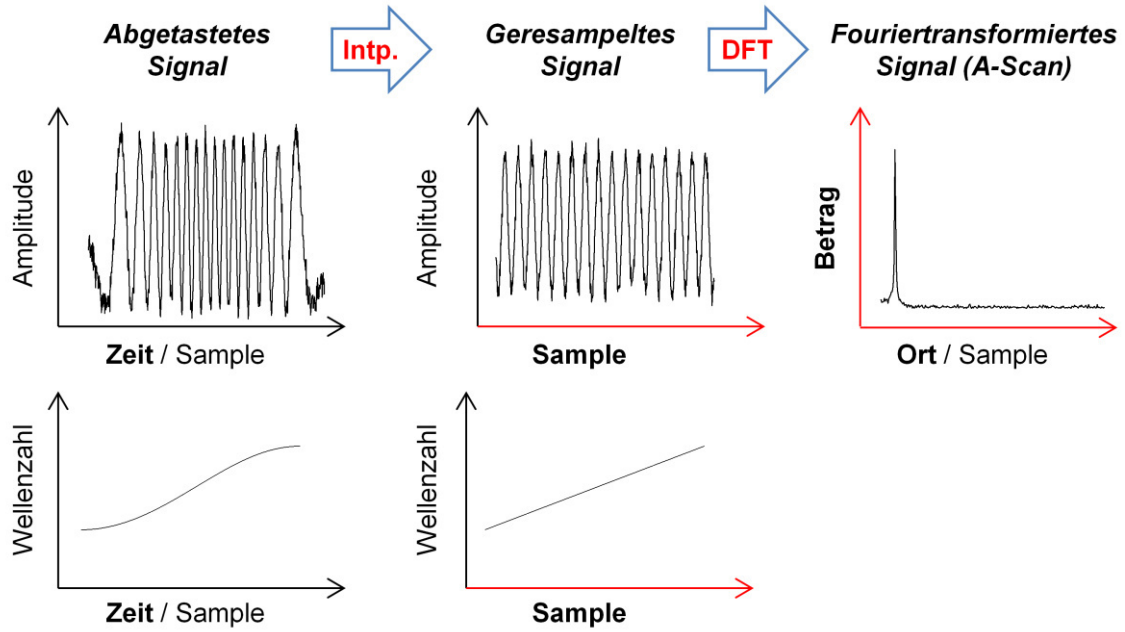 Abgetastetes
Signal
Intp.
Geresampeltes
Signal
DFT
Fouriertransformiertes
Signal (A-Scan)
Amplitude
Zeit / Sample
Amplitude
Sample
Betrag
Ort / Sample
Wellenzahl
Zeit / Sample
Wellenzahl
Sample